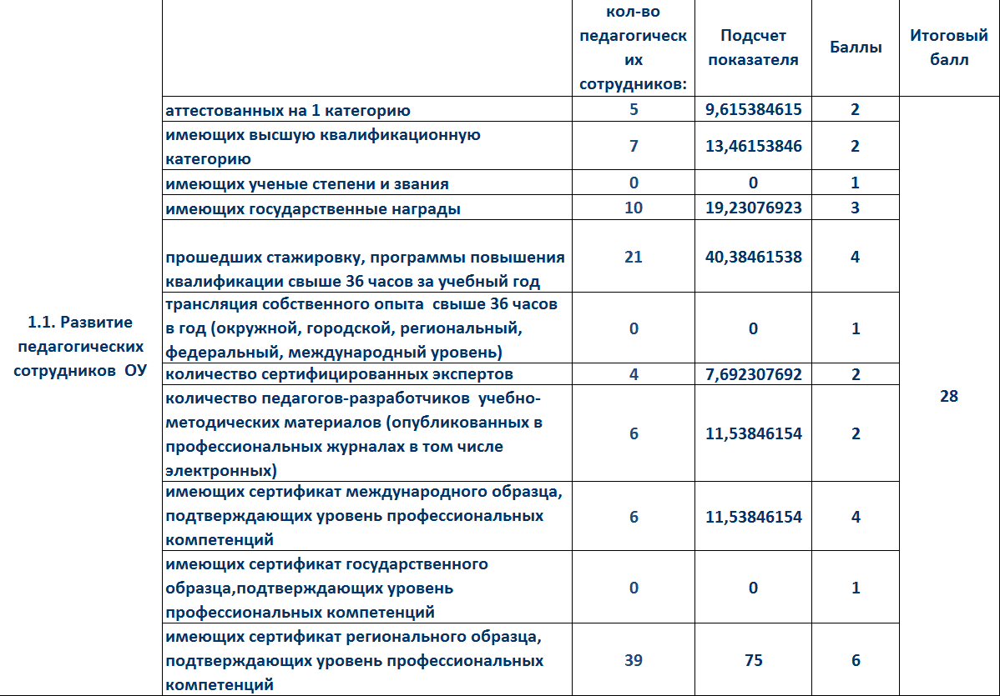 кол-во
педагогическ
их
сотрудников:
Подсчет
показателя
Баллы
Итоговый
балл
1.1. Развитие
педагогических
сотрудников ОУ
аттестованных на 1 категорию 5 9,615384615 2
имеющих высшую квалификационную
категорию 7 13,46153846 2
имеющих ученые степени и звания 0 0 1
имеющих государственные награды 10 19,23076923 3
прошедших стажировку, программы повышения
квалификации свыше 36 часов за учебный год 21 40,38461538 4
трансляция собственного опыта свыше 36 часов
в год (окружной, городской, региональный,
федеральный, международный уровень) 0 0 1
количество сертифицированных экспертов 4 7,692307692 2
количество педагогов-разработчиков учебно-
методических материалов (опубликованных в
профессиональных журналах в том числе
электронных) 6 11,53846154 2
имеющих сертификат международного образца,
подтверждающих уровень профессиональных
компетенций 6 11,53846154 4
имеющих сертификат государственного
образца,подтверждающих уровень
профессиональных компетенций 0 0 1
имеющих сертификат регионального образца,
подтверждающих уровень профессиональных
компетенций 39 75 6
28